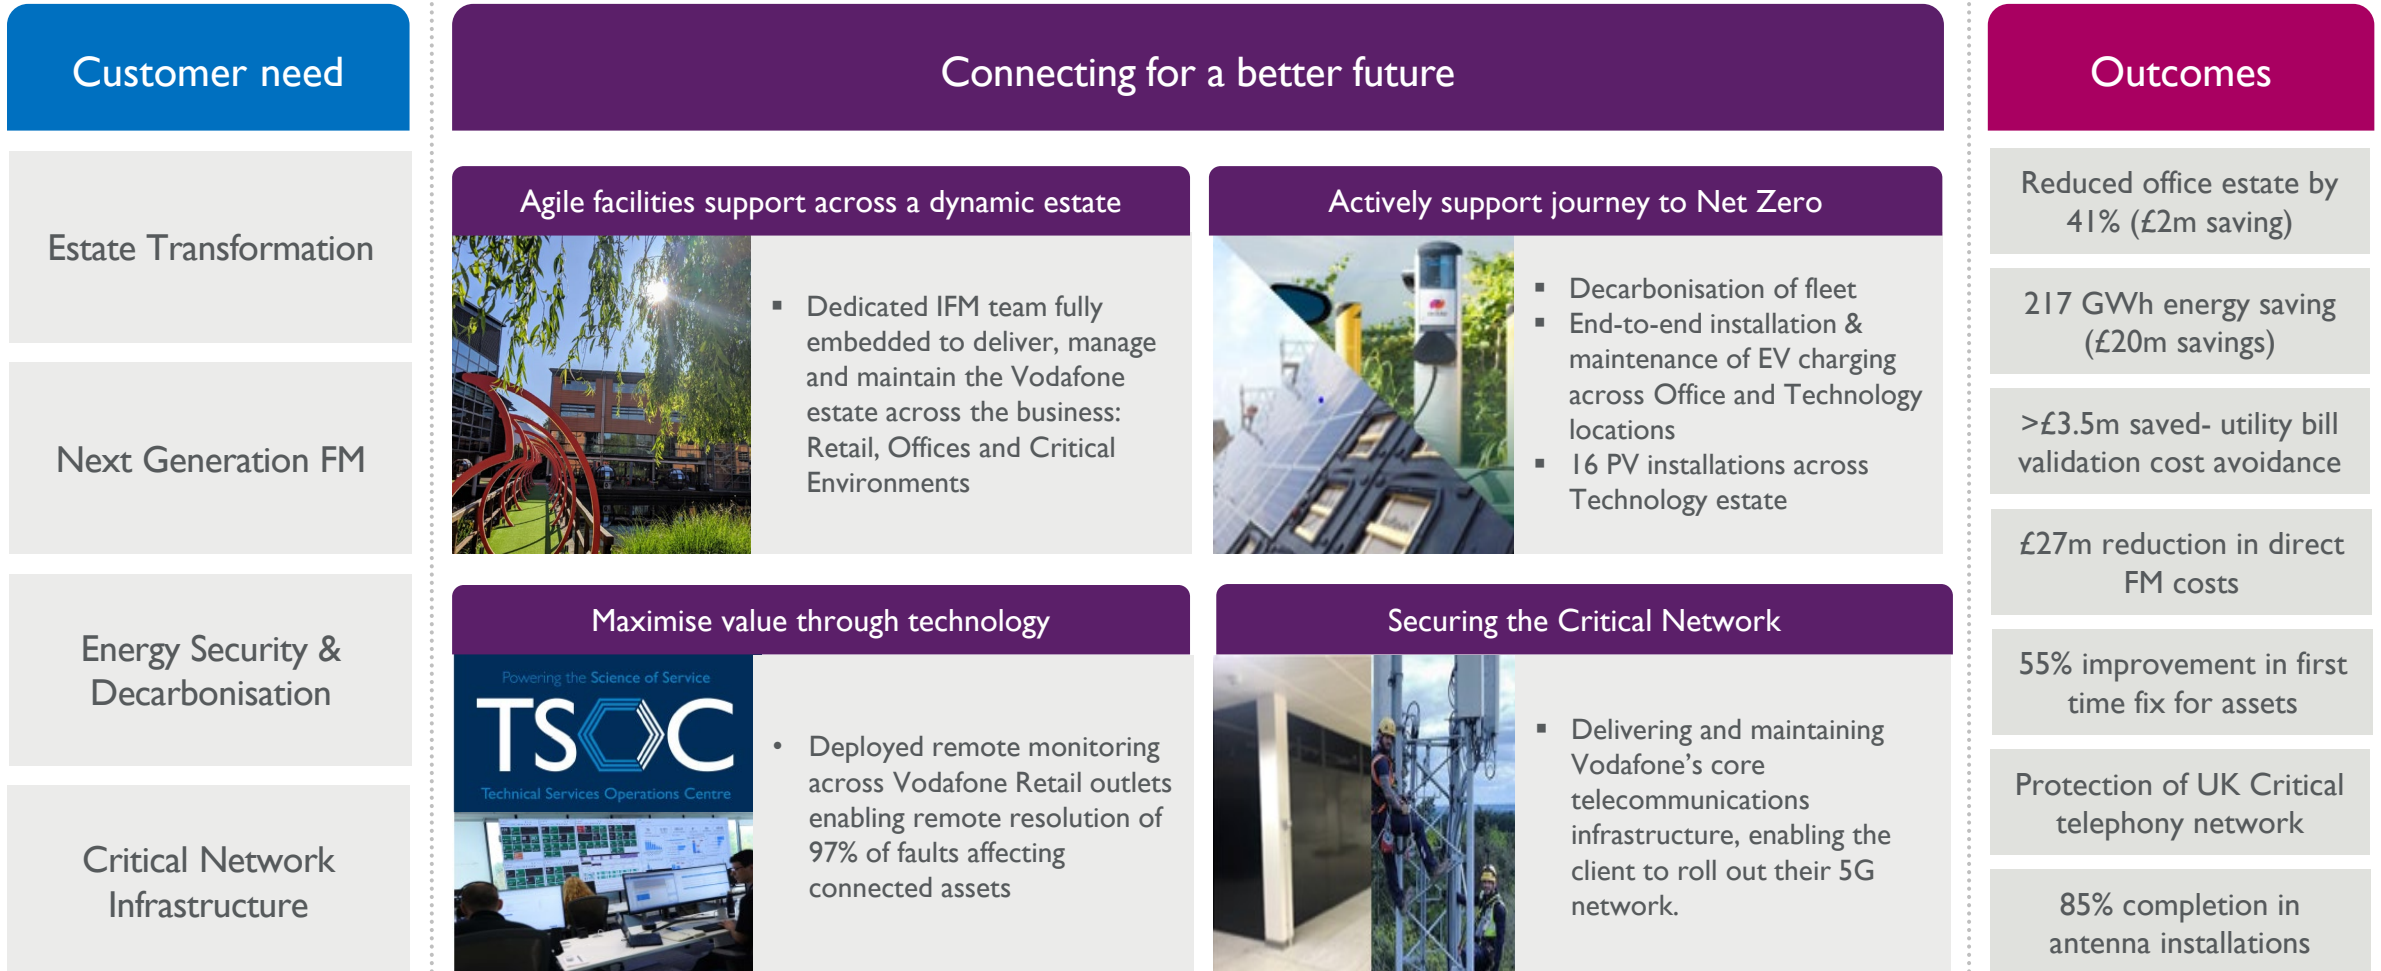 Customer need
Estate Transformation
Next Generation FM
Energy Security &
Decarbonisation
Critical Network
Infrastructure
Connecting for a better future
Agile facilities support across a dynamic estate
▪ Dedicated IFM team fully
embedded to deliver, manage
and maintain the Vodafone
estate across the business:
Retail, Offices and Critical
Environments
Actively support journey to Net Zero
▪ Decarbonisation of fleet
▪ End-to-end installation &
maintenance of EV charging
across Office and Technology
locations
▪ 16 PV installations across
Technology estate
Maximise value through technology
Powering the Science of Service
TSOC
Technical Services Operations Centre
• Deployed remote monitoring
across Vodafone Retail outlets
enabling remote resolution of
97% of faults affecting
connected assets
Securing the Critical Network
▪ Delivering and maintaining
Vodafone’s core
telecommunications
infrastructure, enabling the
client to roll out their 5G
network.
Outcomes
Reduced office estate by
41% (£2m saving)
217 GWh energy saving
(£20m savings)
>£3.5m saved- utility bill
validation cost avoidance
£27m reduction in direct
FM costs
55% improvement in first
time fix for assets
Protection of UK Critical
telephony network
85% completion in
antenna installations